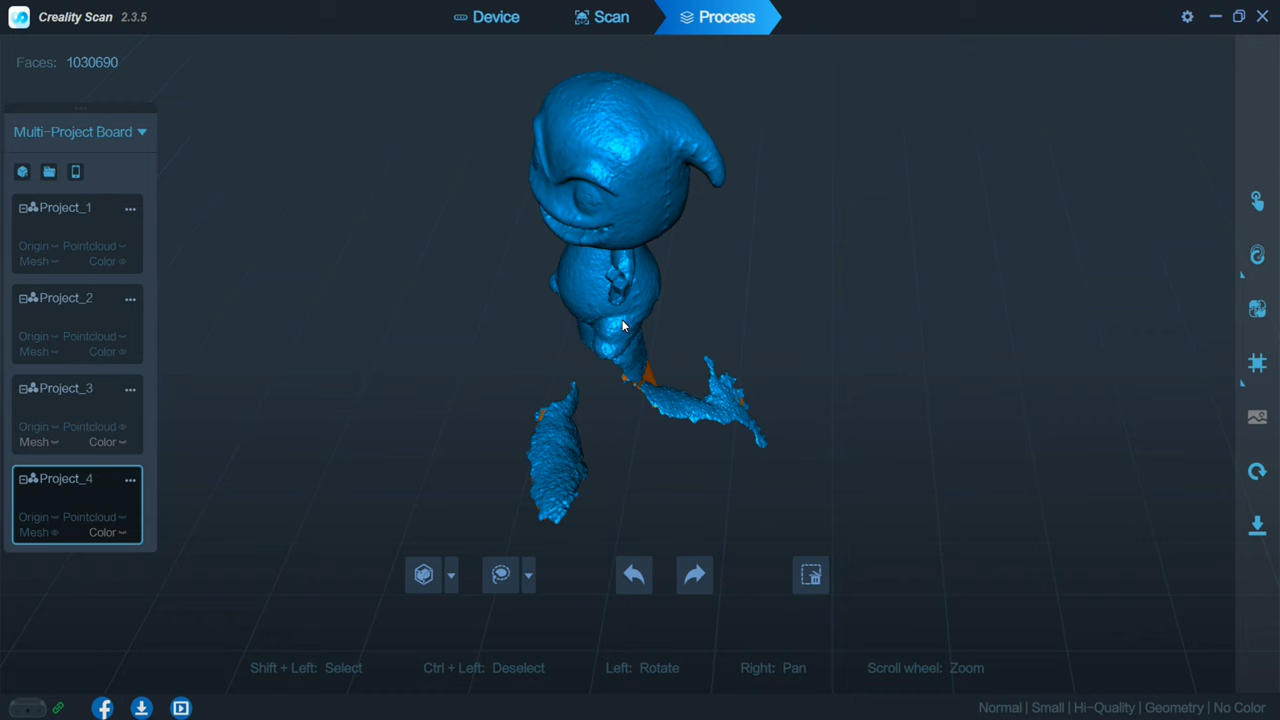 Creality Scan 2.3.5
Device
Scan
Process
Faces: 1030690
Multi-Project Board
Project_1
Origin Pointcloud
Mesh Color
Project_2
Origin Pointcloud
Mesh Color
Project_3
Origin Pointcloud
Mesh Color
Project_4
Origin Pointcloud
Mesh Color
Shift + Left: Select
Ctrl + Left: Deselect
Left: Rotate
Right: Pan
Scroll wheel: Zoom
Normal | Small | Hi-Quality | Geometry | No Color